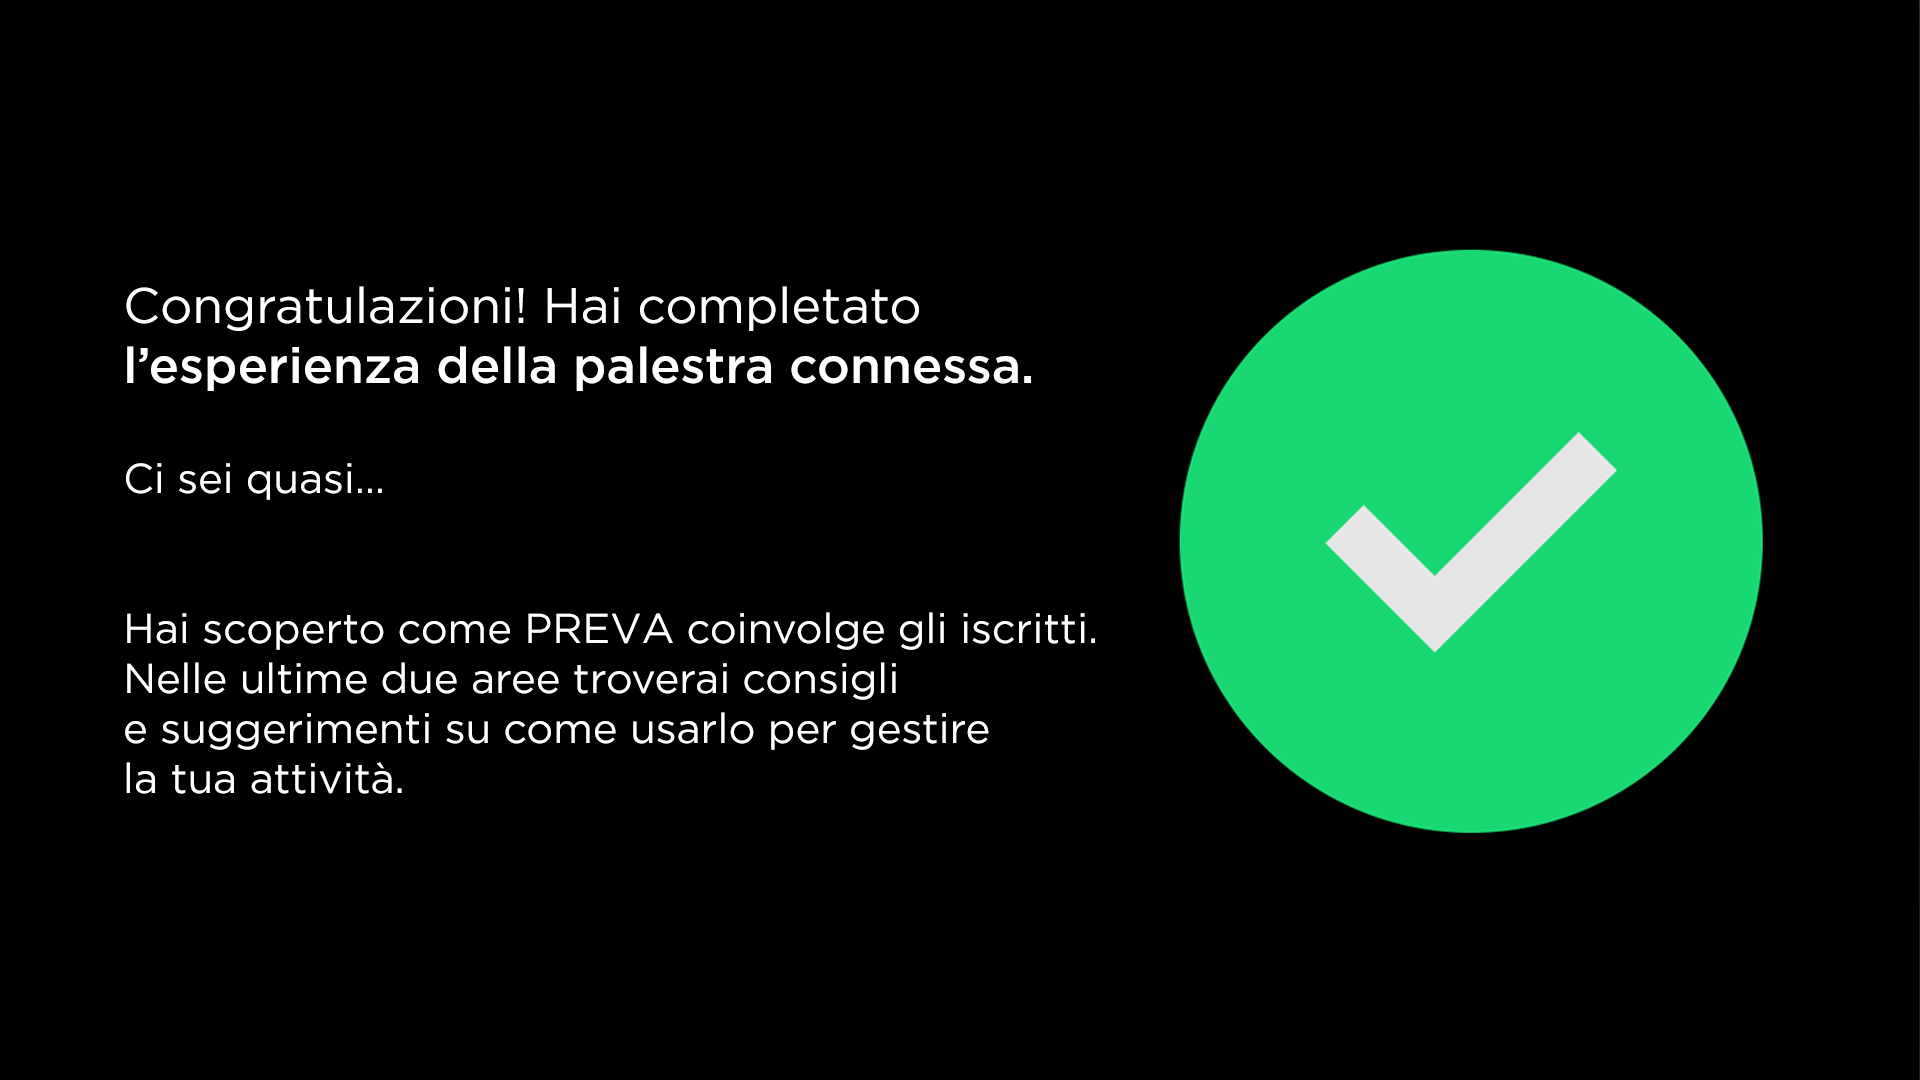 Congratulazioni! Hai completato
l’esperienza della palestra connessa.
Ci sei quasi...
Hai scoperto come PREVA coinvolge gli iscritti.
Nelle ultime due aree troverai consigli
e suggerimenti su come usarlo per gestire
la tua attività.